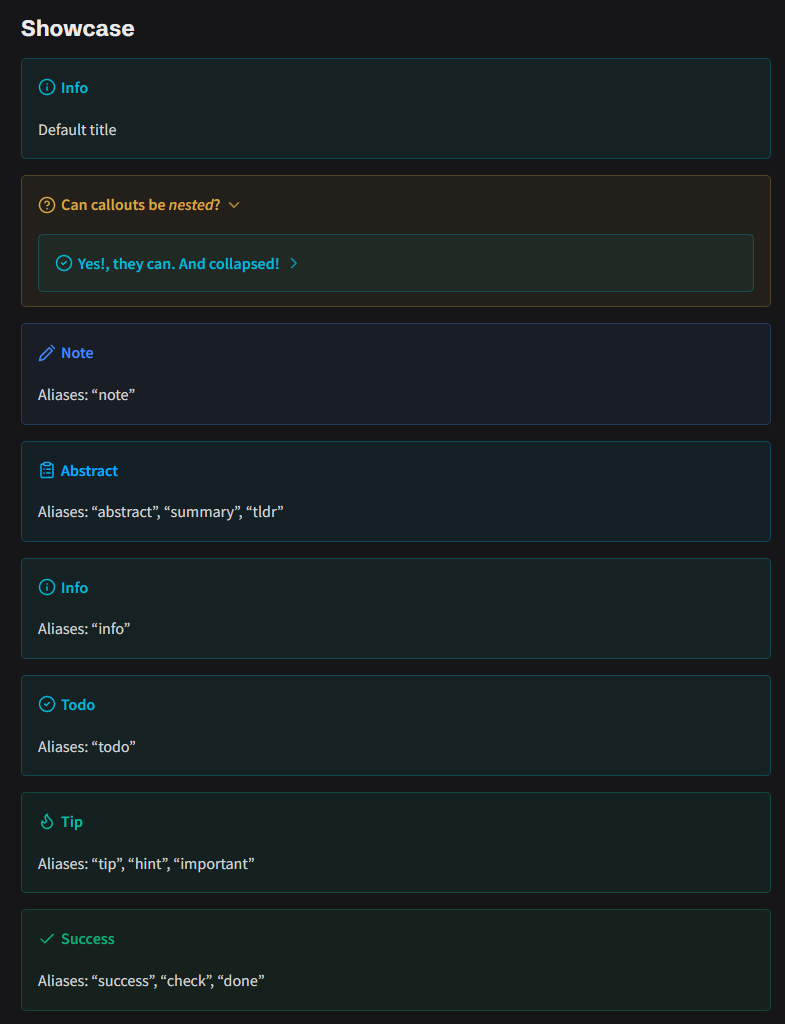 Showcase
Info
Default title
Can callouts be nested?
Yes!, they can. And collapsed!
Note
Aliases: “note”
Abstract
Aliases: “abstract”, “summary”, “tldr”
Info
Aliases: “info”
Todo
Aliases: “todo”
Tip
Aliases: “tip”, “hint”, “important”
Success
Aliases: “success”, “check”, “done”